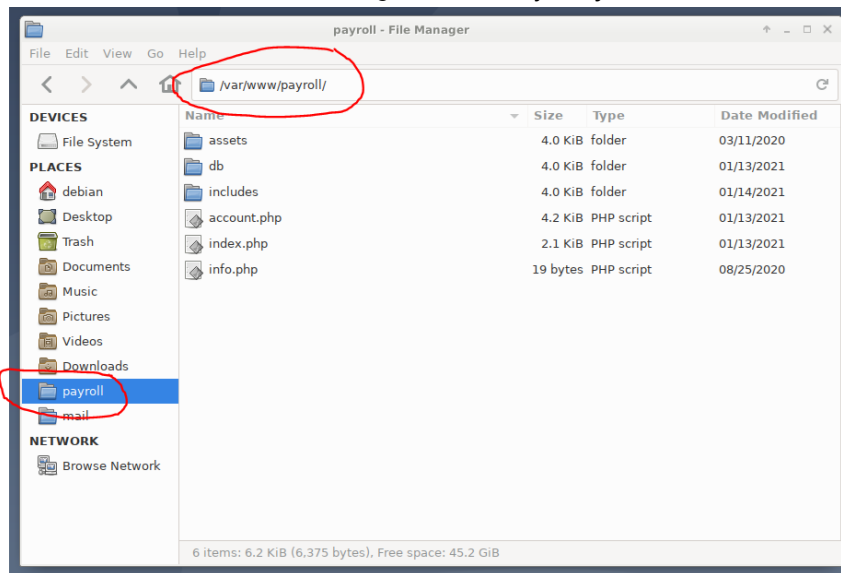 payroll - File Manager
File Edit View Go Help
/var/www/payroll/
DEVICES
File System
PLACES
debian
Desktop
Trash
Documents
Music
Pictures
Videos
Downloads
payroll
mail
NETWORK
Browse Network
Name Size Type Date Modified
assets 4.0 KiB folder 03/11/2020
db 4.0 KiB folder 01/13/2021
includes 4.0 KiB folder 01/14/2021
account.php 4.2 KiB PHP script 01/13/2021
index.php 2.1 KiB PHP script 01/13/2021
info.php 19 bytes PHP script 08/25/2020
6 items: 6.2 KiB (6,375 bytes), Free space: 45.2 GiB